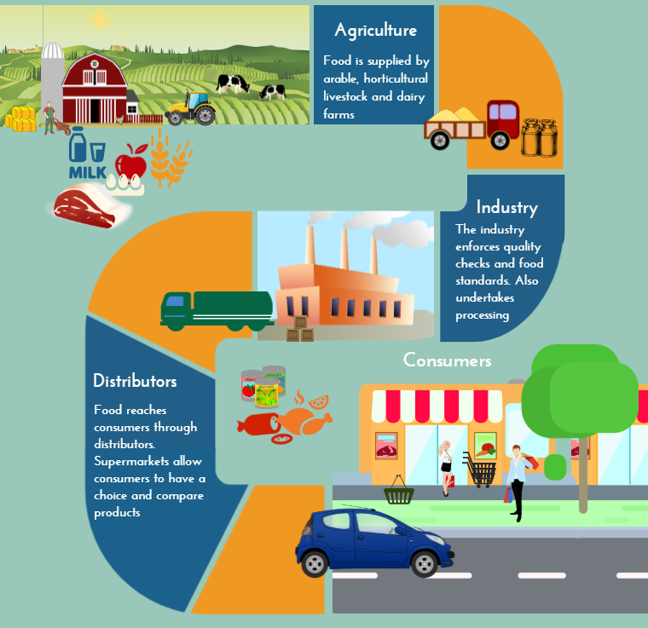 Agriculture
Food is supplied by
arable, horticultural
livestock and dairy
farms
MILK
Industry
The industry
enforces quality
checks and food
standards. Also
undertakes
processing
Consumers
Distributors
Food reaches
consumers through
distributors.
Supermarkets allow
consumers to have a
choice and compare
products